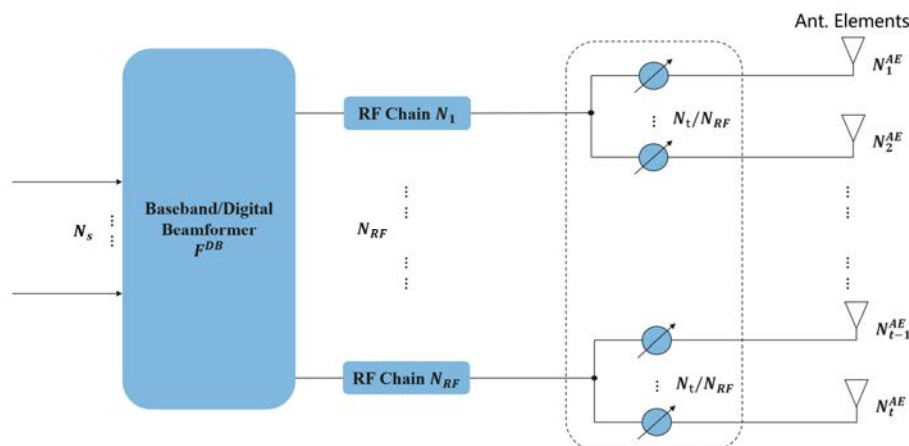 Ant. Elements
N_1^{AE}
RF Chain N_1
⋮ N_t/N_{RF}
N_2^{AE}
N_s
Baseband/Digital
Beamformer
F^{DB}
N_{RF}
N_{t-1}^{AE}
RF Chain N_{RF}
⋮ N_t/N_{RF}
N_t^{AE}